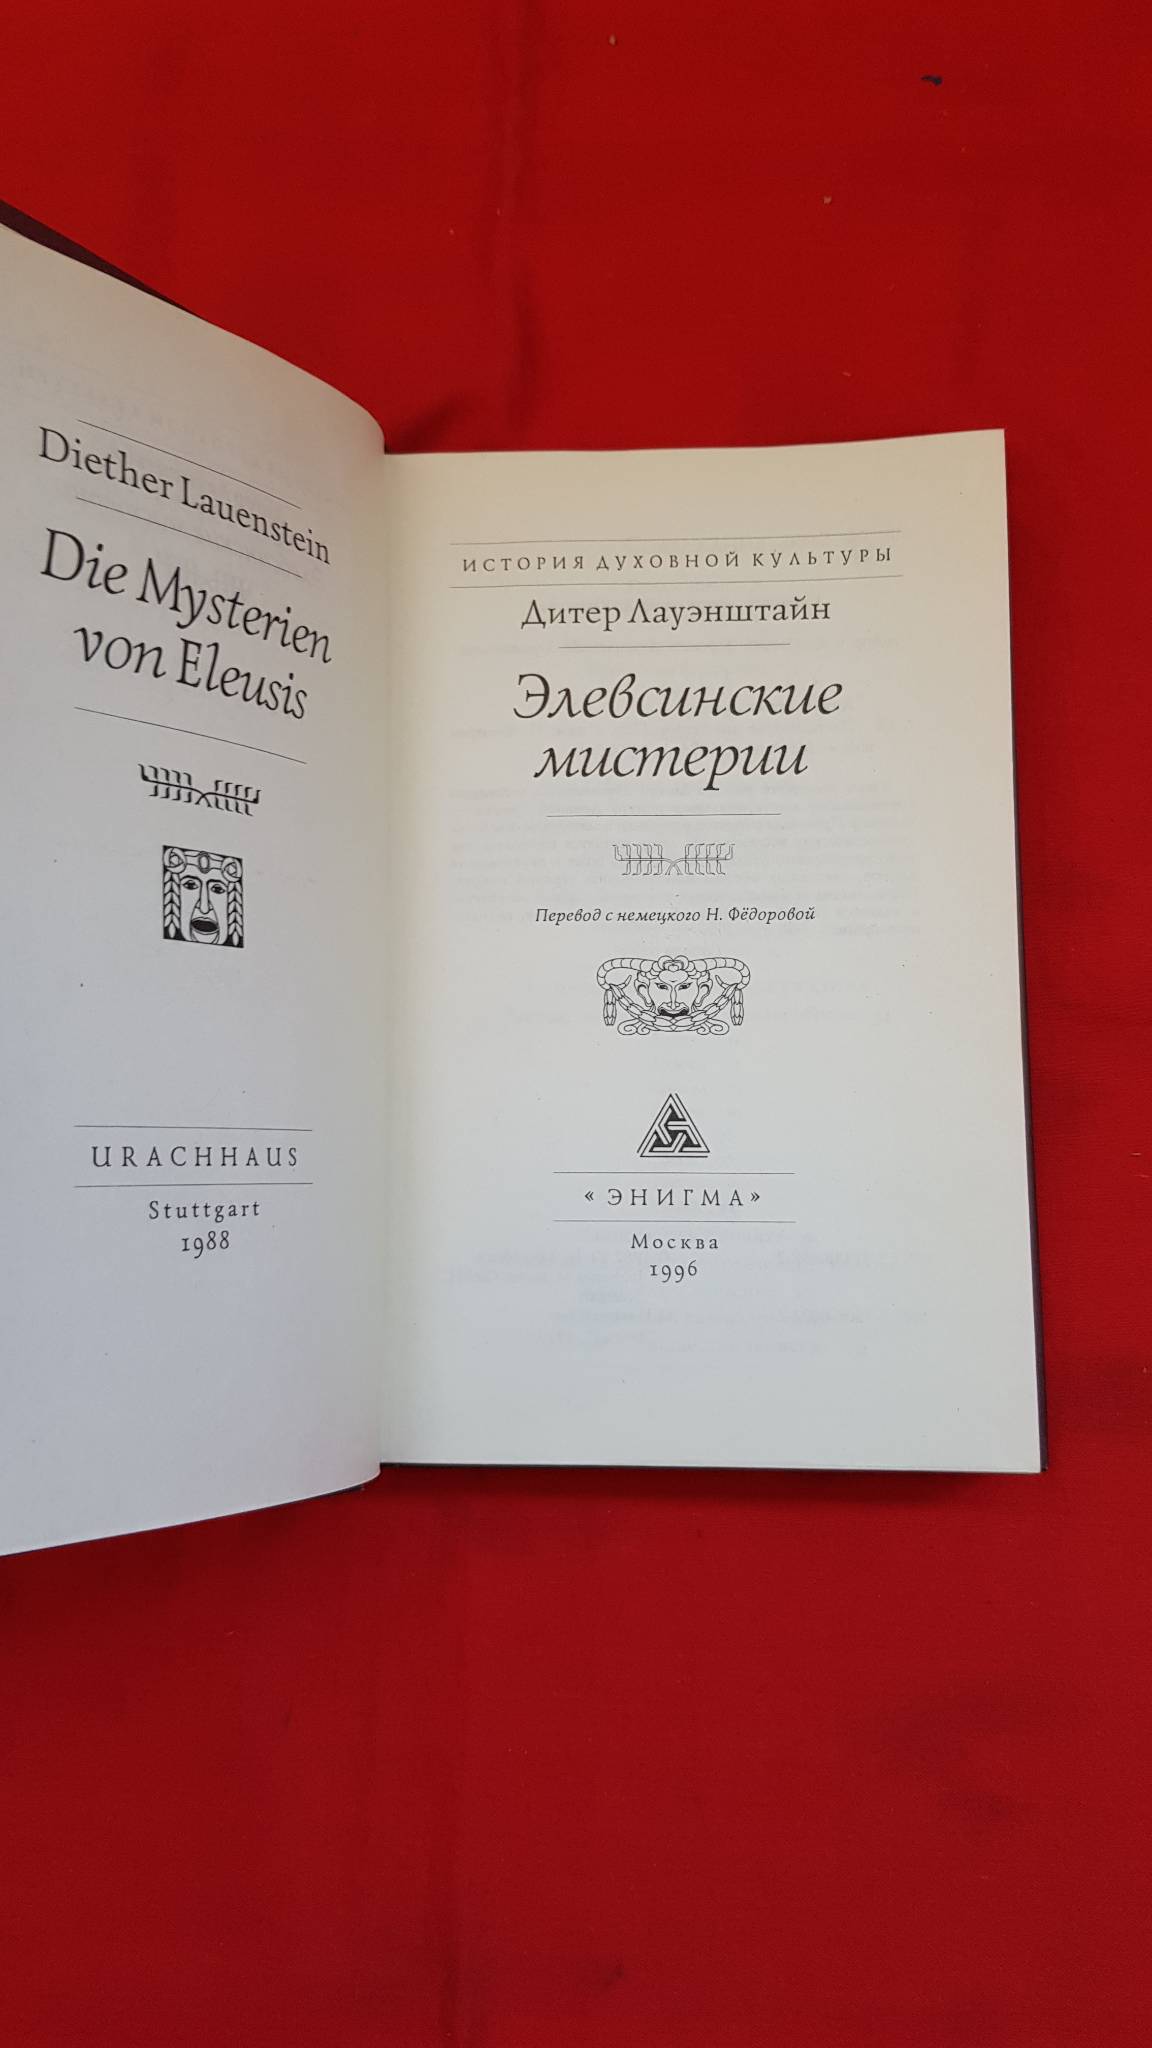 Diether Lauenstein
Die Mysterien
von Eleusis
URACHHAUS
Stuttgart
1988
ИСТОРИЯ ДУХОВНОЙ КУЛЬТУРЫ
Дитер Лауэнштайн
Элевсинские
мистерии
Перевод с немецкого Н. Фёдоровой
«ЭНИГМА»
Москва
1996